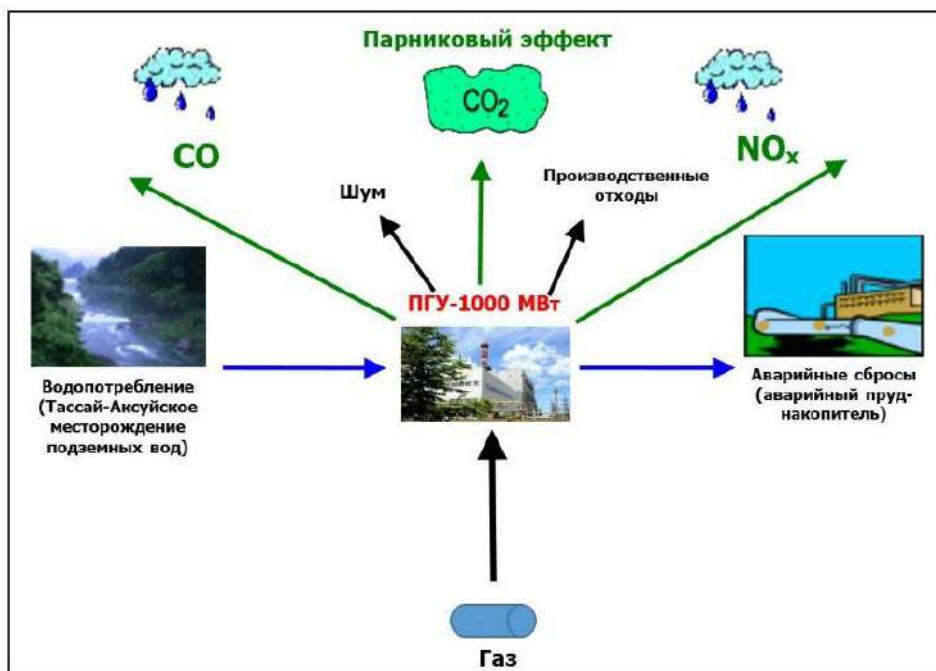 Парниковый эффект
CO₂
CO
NOₓ
Шум
Производственные
отходы
ПГУ-1000 МВт
Водопотребление
(Тассай-Аксуйское
месторождение
подземных вод)
Аварийные сбросы
(аварийный пруд-
накопитель)
Газ